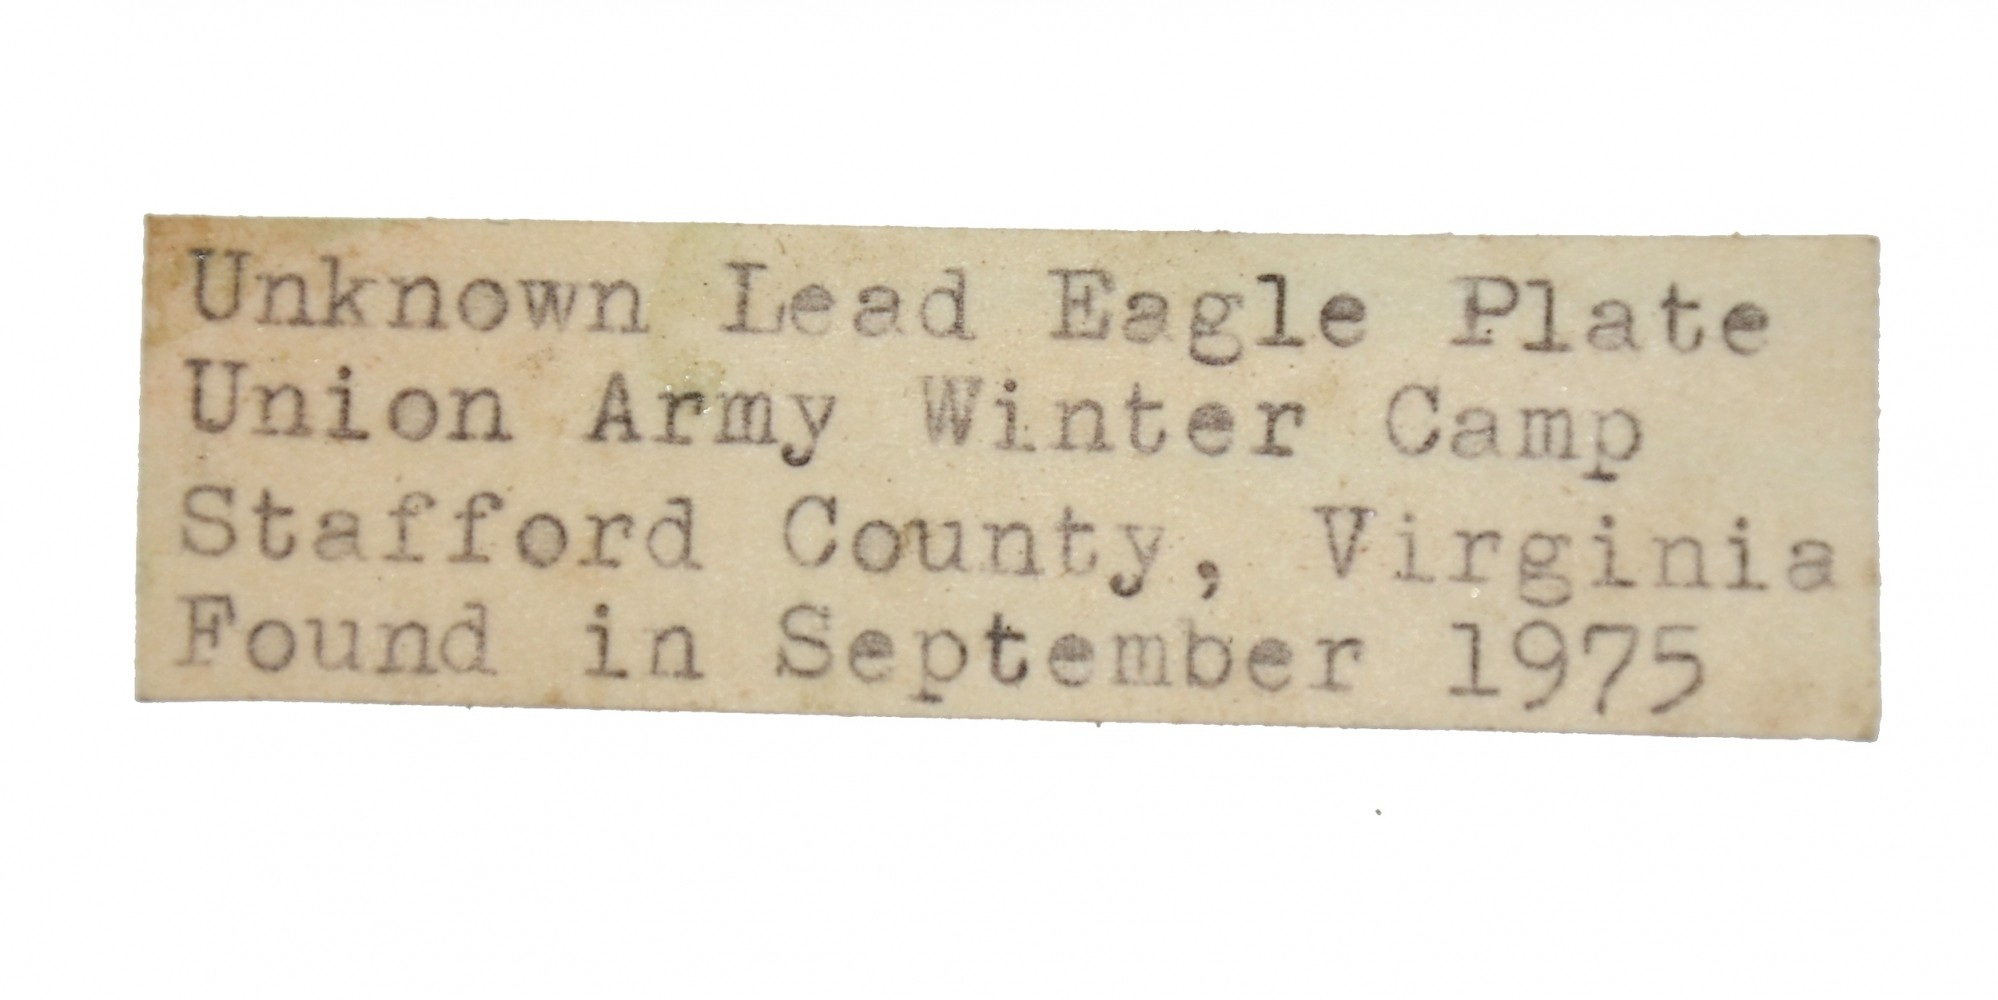 Unknown Lead Eagle Plate
Union Army Winter Camp
Stafford County, Virginia
Found in September 1975